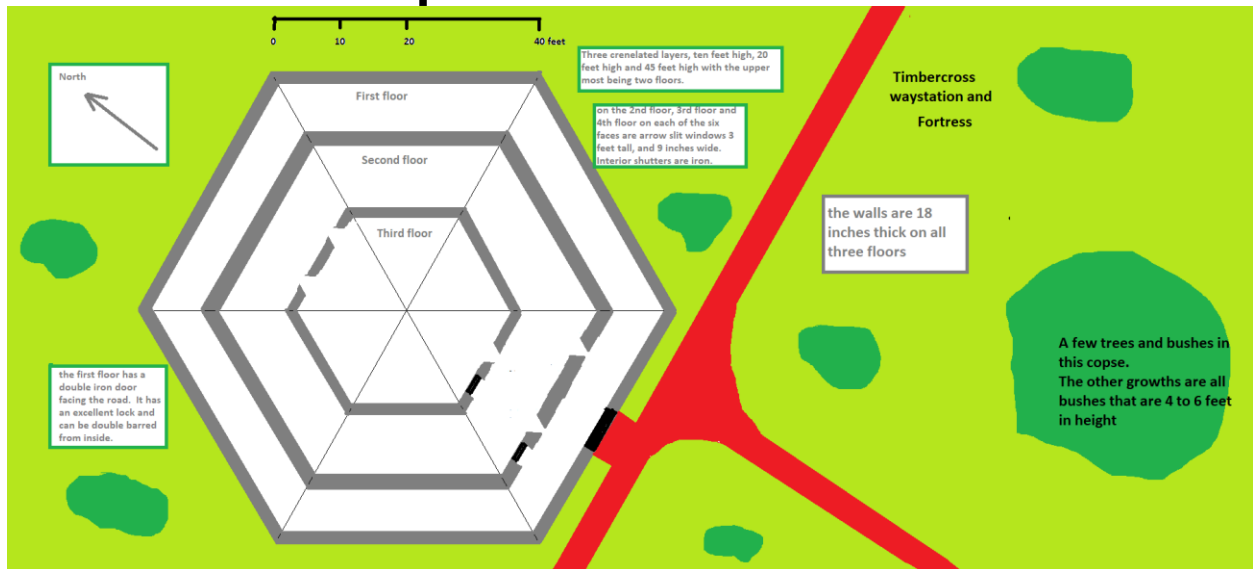 0 10 20 40 feet
Three crenelated layers, ten feet high, 20
feet high and 45 feet high with the upper
most being two floors.
North
First floor
Timbercross
waystation and
Fortress
on the 2nd floor, 3rd floor and
4th floor on each of the six
faces are arrow slit windows 3
feet tall, and 9 inches wide.
Interior shutters are iron.
Second floor
the walls are 18
inches thick on all
three floors
Third floor
A few trees and bushes in
this copse.
The other growths are all
bushes that are 4 to 6 feet
in height
the first floor has a
double iron door
facing the road. It has
an excellent lock and
can be double barred
from inside.